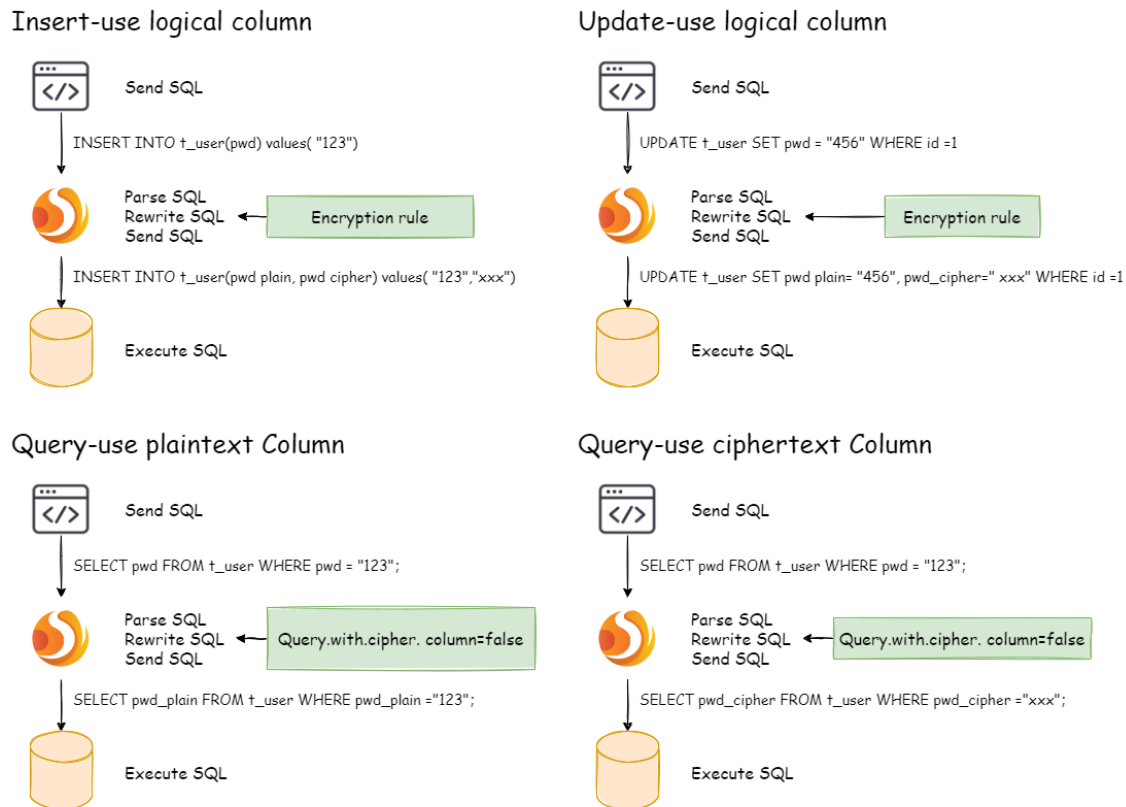 Insert-use logical column
</>
Send SQL
INSERT INTO t_user(pwd) values( "123")
Parse SQL
Rewrite SQL
Send SQL
Encryption rule
INSERT INTO t_user(pwd plain, pwd cipher) values( "123","xxx")
Execute SQL
Update-use logical column
</>
Send SQL
UPDATE t_user SET pwd = "456" WHERE id =1
Parse SQL
Rewrite SQL
Send SQL
Encryption rule
UPDATE t_user SET pwd plain= "456", pwd_cipher=" xxx" WHERE id =1
Execute SQL
Query-use plaintext Column
</>
Send SQL
SELECT pwd FROM t_user WHERE pwd = "123";
Parse SQL
Rewrite SQL
Send SQL
Query.with.cipher. column=false
SELECT pwd_plain FROM t_user WHERE pwd_plain ="123";
Execute SQL
Query-use ciphertext Column
</>
Send SQL
SELECT pwd FROM t_user WHERE pwd = "123";
Parse SQL
Rewrite SQL
Send SQL
Query.with.cipher. column=false
SELECT pwd_cipher FROM t_user WHERE pwd_cipher ="xxx";
Execute SQL